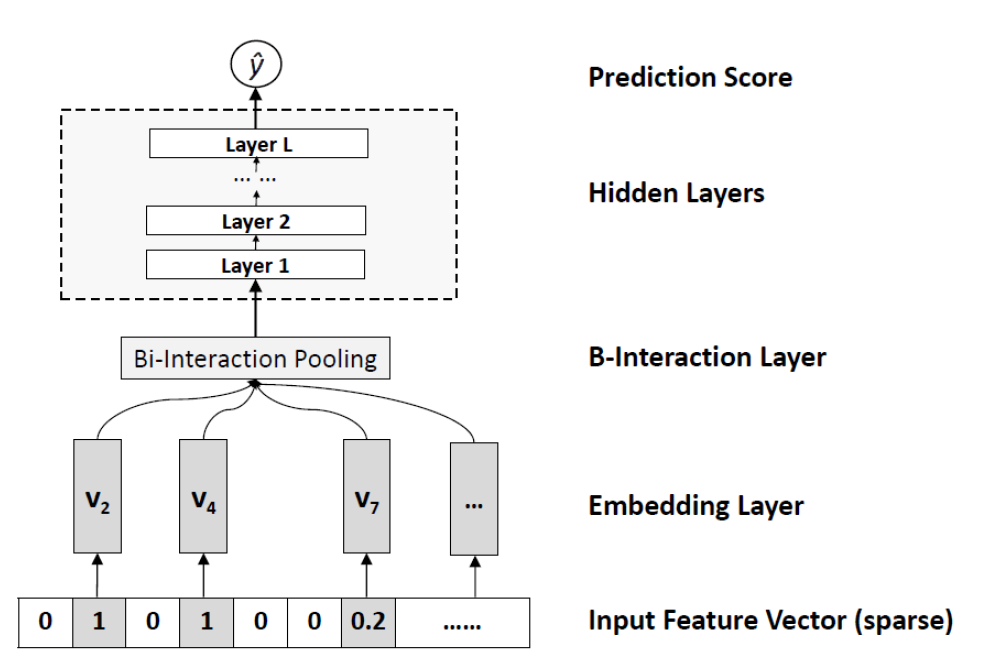 ŷ
Prediction Score
Layer L
... ...
Hidden Layers
Layer 2
Layer 1
Bi-Interaction Pooling
B-Interaction Layer
v₂ v₄ v₇ ...
Embedding Layer
0 1 0 1 0 0 0.2 ......
Input Feature Vector (sparse)